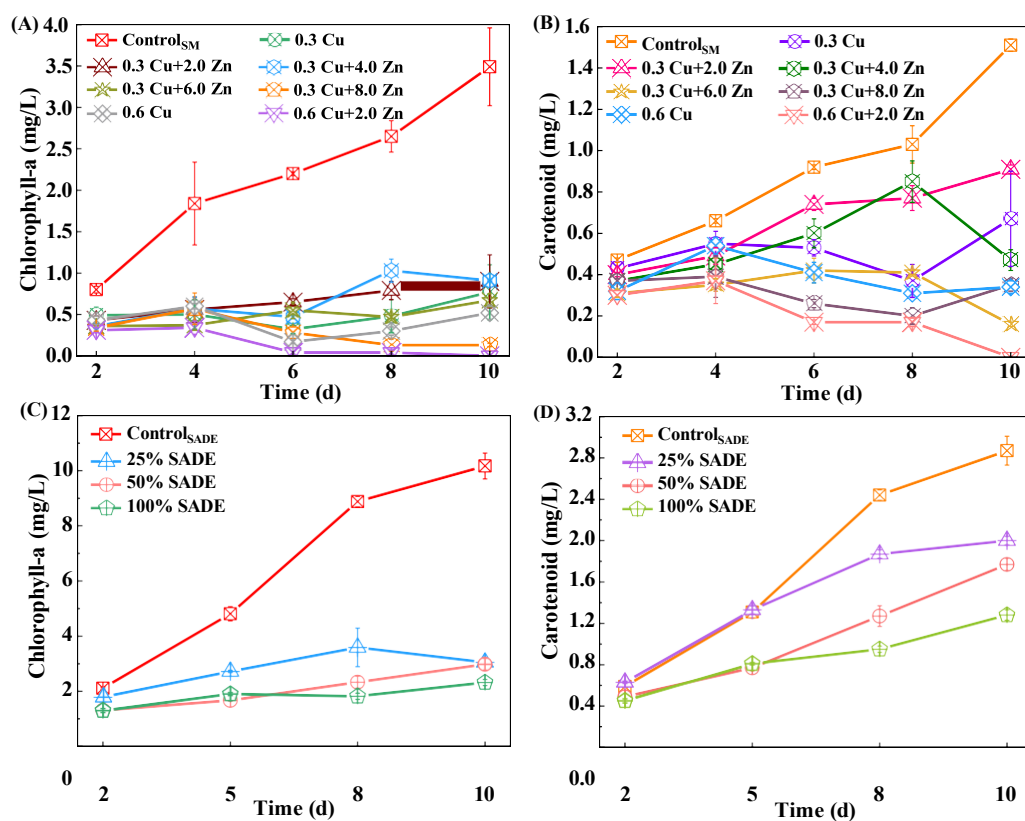 (A)
4.0
3.5
3.0
2.5
2.0
1.5
1.0
0.5
0.0
Chlorophyll-a (mg/L)
ControlSM
0.3 Cu
0.3 Cu+2.0 Zn
0.3 Cu+4.0 Zn
0.3 Cu+6.0 Zn
0.3 Cu+8.0 Zn
0.6 Cu
0.6 Cu+2.0 Zn
2 4 6 8 10
Time (d)
(B)
1.6
1.4
1.2
1.0
0.8
0.6
0.4
0.2
0.0
Carotenoid (mg/L)
ControlSM
0.3 Cu
0.3 Cu+2.0 Zn
0.3 Cu+4.0 Zn
0.3 Cu+6.0 Zn
0.3 Cu+8.0 Zn
0.6 Cu
0.6 Cu+2.0 Zn
2 4 6 8 10
Time (d)
(C)
12
10
8
6
4
2
0
Chlorophyll-a (mg/L)
ControlSADE
25% SADE
50% SADE
100% SADE
2 5 8 10
Time (d)
(D)
3.2
2.8
2.4
2.0
1.6
1.2
0.8
0.4
0.0
Carotenoid (mg/L)
ControlSADE
25% SADE
50% SADE
100% SADE
2 5 8 10
Time (d)